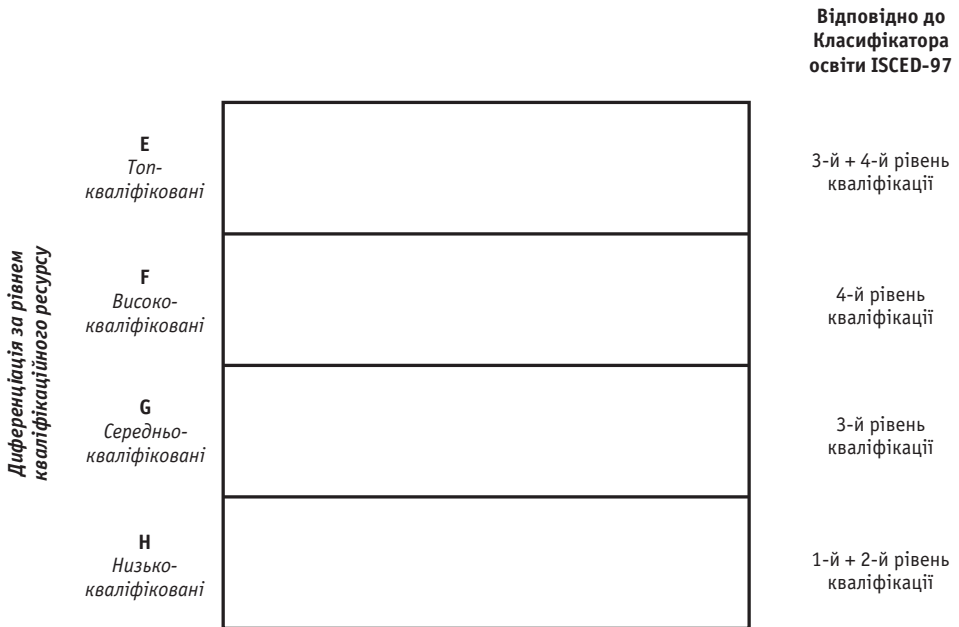 Відповідно до
Класифікатора
освіти ISCED-97
Диференціація за рівнем
кваліфікаційного ресурсу
E
Топ-
кваліфіковані
3-й + 4-й рівень
кваліфікації
F
Високо-
кваліфіковані
4-й рівень
кваліфікації
G
Середньо-
кваліфіковані
3-й рівень
кваліфікації
H
Низько-
кваліфіковані
1-й + 2-й рівень
кваліфікації